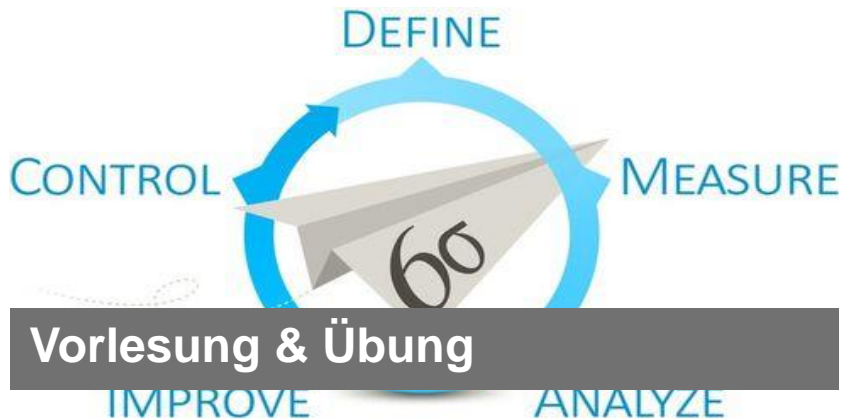 DEFINE
CONTROL
MEASURE
6σ
Vorlesung & Übung
IMPROVE
ANALYZE